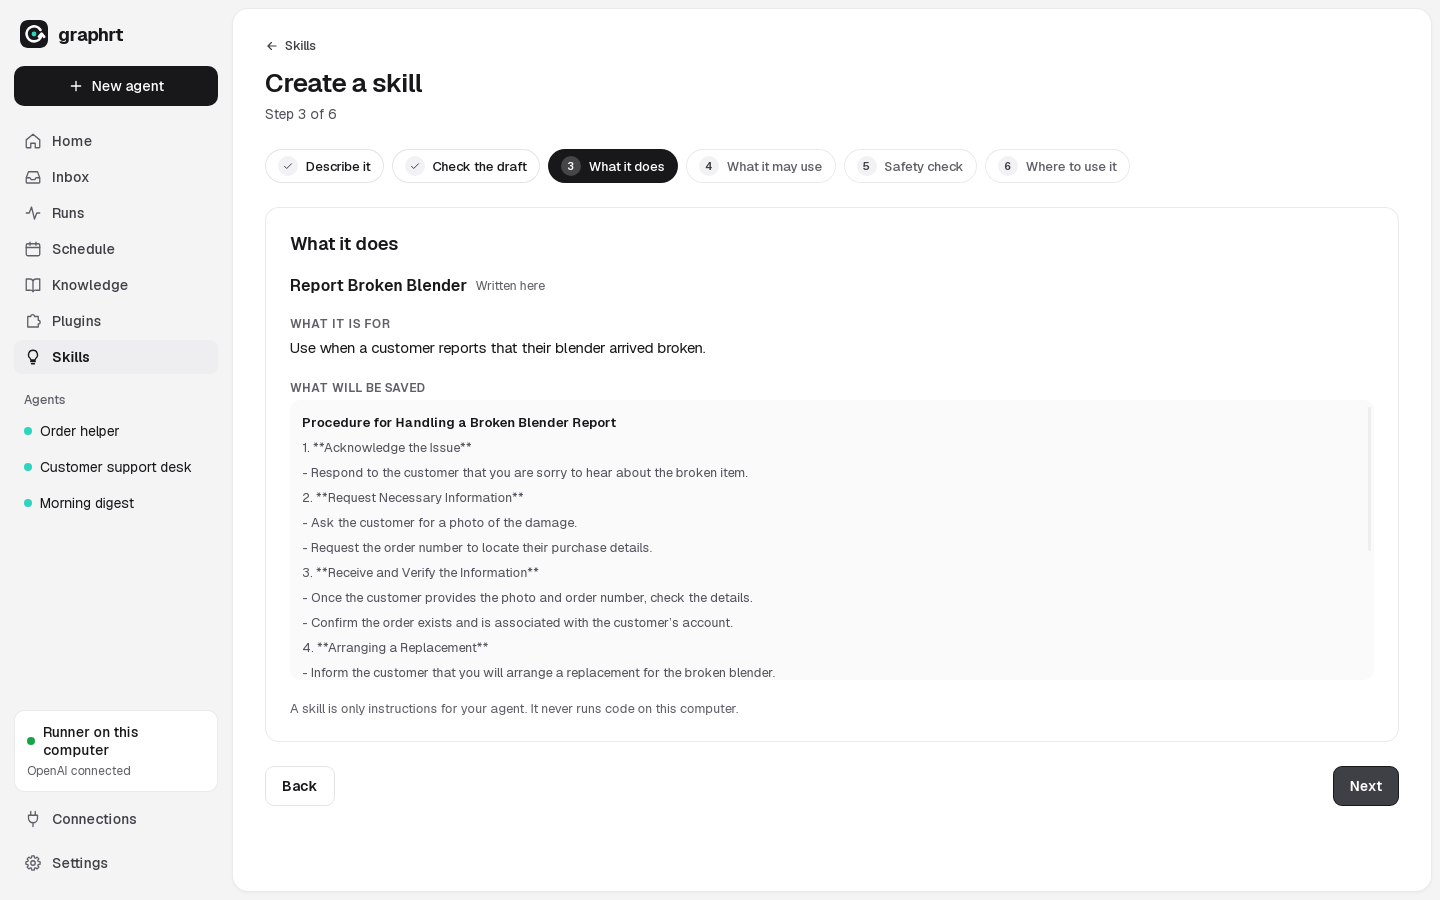 graphrt
New agent
Home
Inbox
Runs
Schedule
Knowledge
Plugins
Skills
Agents
Order helper
Customer support desk
Morning digest
Runner on this
computer
OpenAI connected
Connections
Settings
Skills
Create a skill
Step 3 of 6
Describe it
Check the draft
3 What it does
4 What it may use
5 Safety check
6 Where to use it
What it does
Report Broken Blender Written here
WHAT IT IS FOR
Use when a customer reports that their blender arrived broken.
WHAT WILL BE SAVED
Procedure for Handling a Broken Blender Report
1. **Acknowledge the Issue**
- Respond to the customer that you are sorry to hear about the broken item.
2. **Request Necessary Information**
- Ask the customer for a photo of the damage.
- Request the order number to locate their purchase details.
3. **Receive and Verify the Information**
- Once the customer provides the photo and order number, check the details.
- Confirm the order exists and is associated with the customer's account.
4. **Arranging a Replacement**
- Inform the customer that you will arrange a replacement for the broken blender.
A skill is only instructions for your agent. It never runs code on this computer.
Back
Next